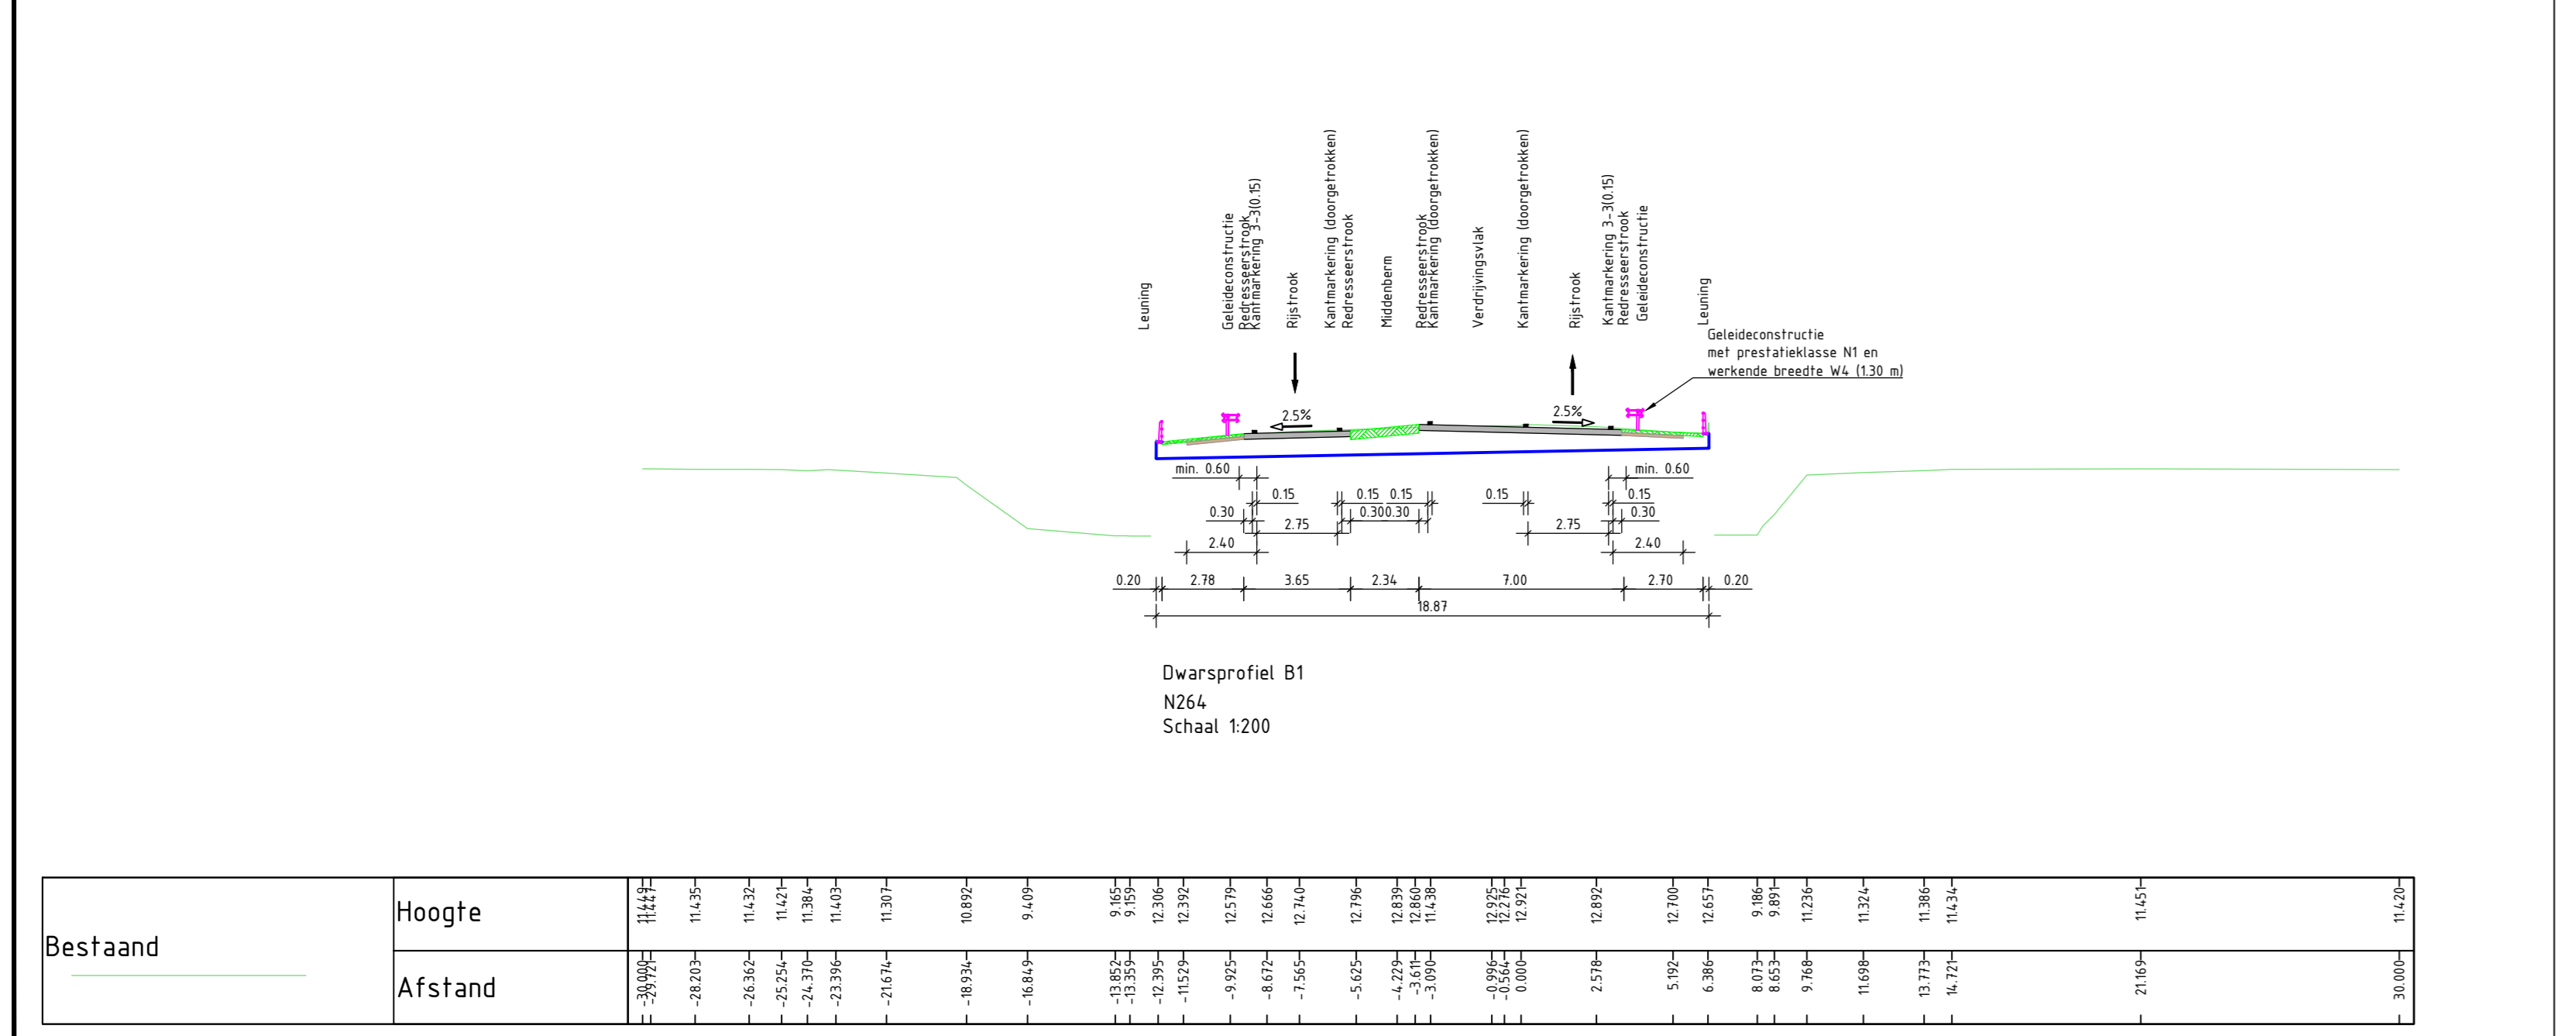 Leuning
Geleideconstructie
Redresseerstrook
Kantmarkering 3-3(0.15)
Rijstrook
Kantmarkering (doorgetrokken)
Redresseerstrook
Middenberm
Redresseerstrook
Kantmarkering (doorgetrokken)
Verdrijvingsvlak
Kantmarkering (doorgetrokken)
Rijstrook
Kantmarkering 3-3(0.15)
Redresseerstrook
Geleideconstructie
Leuning
Geleideconstructie
met prestatieklasse N1 en
werkende breedte W4 (1.30 m)
2.5% 2.5%
min. 0.60 min. 0.60
0.15 0.15 0.15 0.15 0.15
0.30 0.30 0.30 0.30
2.75 2.75
2.40 2.40
0.20 2.78 3.65 2.34 7.00 2.70 0.20
18.87
Dwarsprofiel B1
N264
Schaal 1:200
Bestaand
Hoogte
11.449 11.447 11.435 11.432 11.421 11.384 11.403 11.307 10.892 9.409 9.165 9.159 12.306 12.392 12.579 12.666 12.740 12.796 12.839 12.860 11.438 12.925 12.276 12.921 12.892 12.700 12.657 9.186 9.891 11.236 11.324 11.386 11.434 11.451 11.420
Afstand
-30.000 -29.721 -28.203 -26.362 -25.254 -24.370 -23.396 -21.674 -18.934 -16.849 -13.852 -13.359 -12.395 -11.529 -9.925 -8.672 -7.565 -5.625 -4.229 -3.611 -3.090 -0.996 -0.564 0.000 2.578 5.192 6.386 8.073 8.653 9.768 11.698 13.773 14.721 21.169 30.000